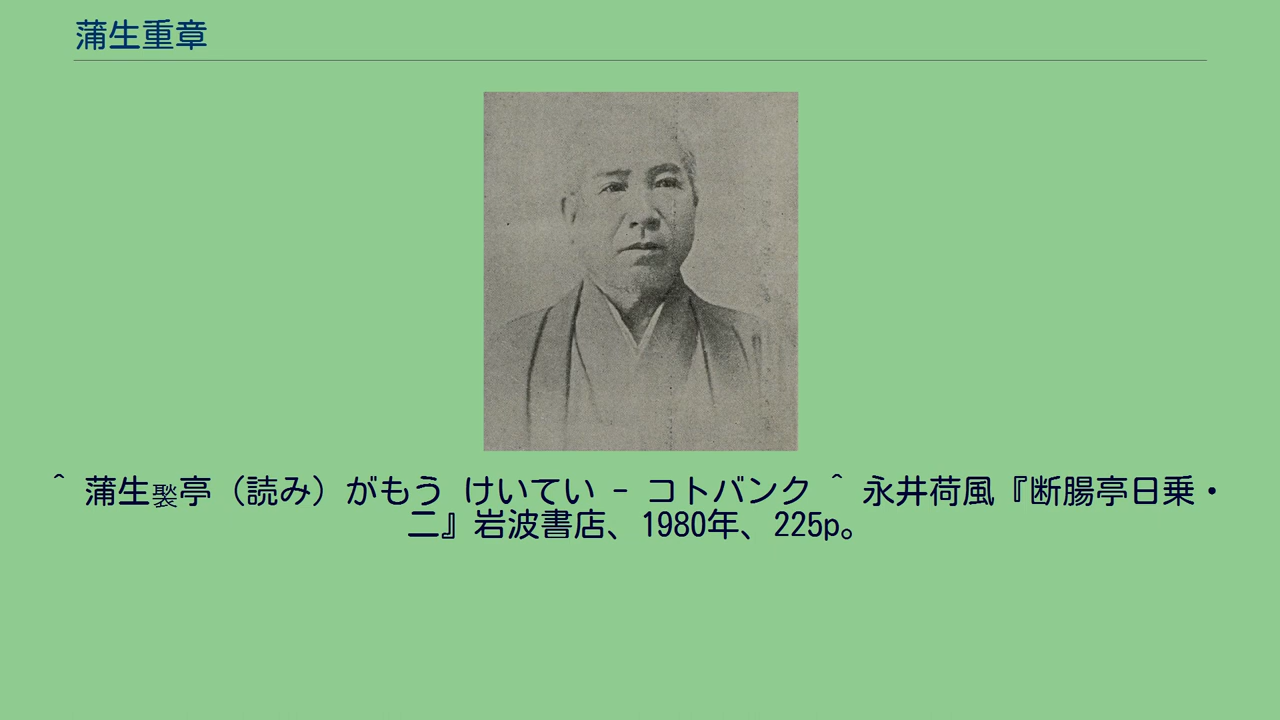 蒲生重章
^ 蒲生褧亭（読み）がもう けいてい - コトバンク ^ 永井荷風『断腸亭日乗・
二』岩波書店、1980年、225p。